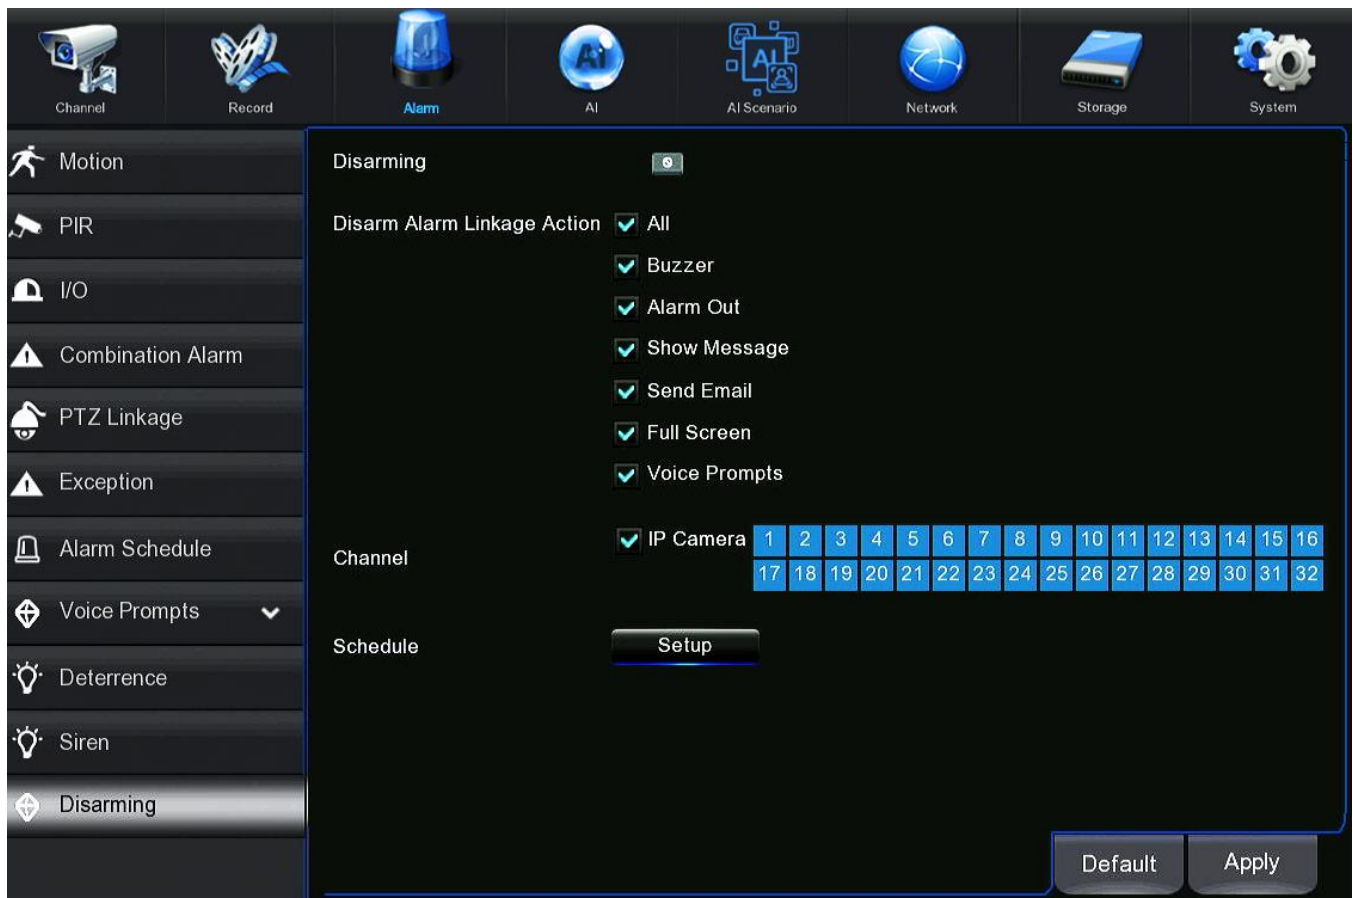 Channel Record Alarm AI AI Scenario Network Storage System
Motion
PIR
I/O
Combination Alarm
PTZ Linkage
Exception
Alarm Schedule
Voice Prompts
Deterrence
Siren
Disarming
Disarming
Disarm Alarm Linkage Action All
Buzzer
Alarm Out
Show Message
Send Email
Full Screen
Voice Prompts
Channel IP Camera 1 2 3 4 5 6 7 8 9 10 11 12 13 14 15 16
17 18 19 20 21 22 23 24 25 26 27 28 29 30 31 32
Schedule Setup
Default Apply